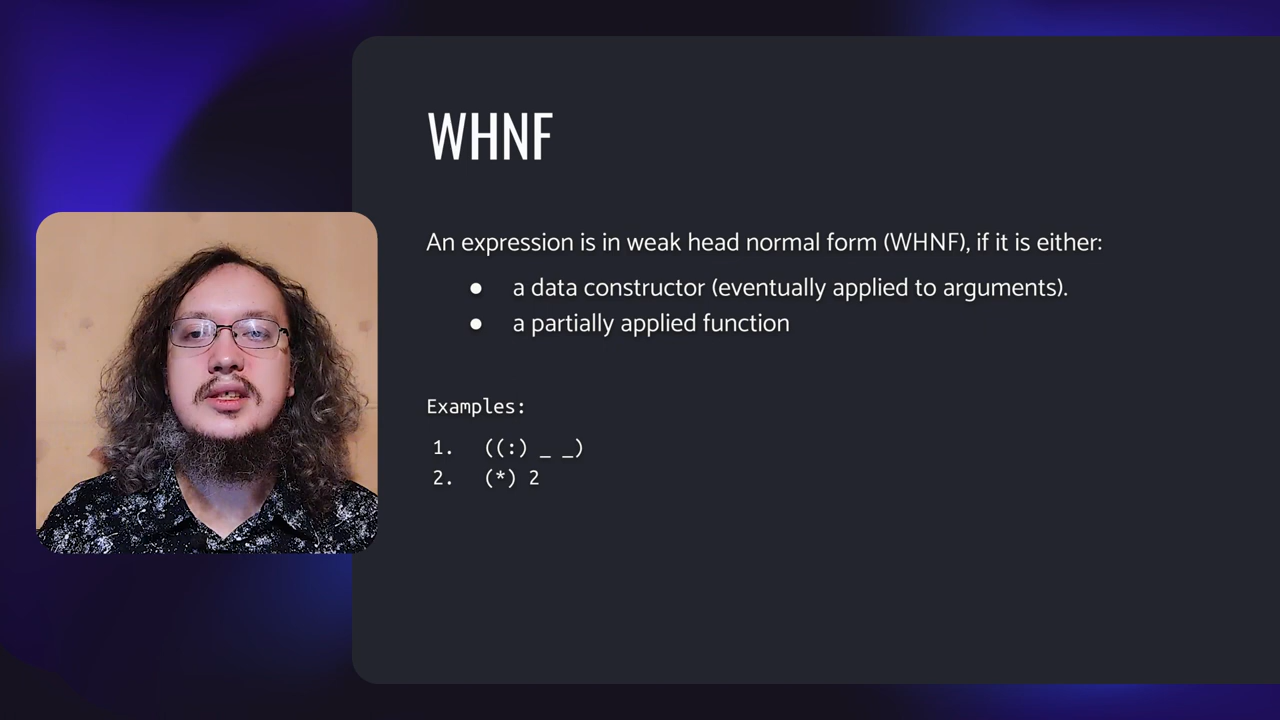 WHNF
An expression is in weak head normal form (WHNF), if it is either:
● a data constructor (eventually applied to arguments).
● a partially applied function
Examples:
1. ((:) _ _)
2. (*) 2